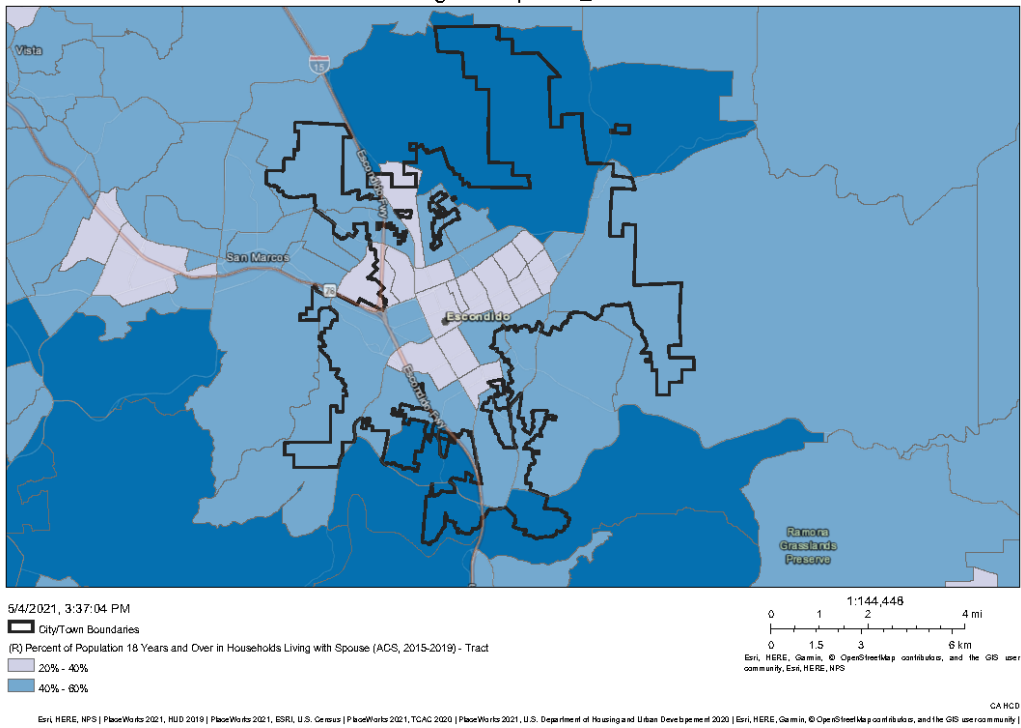 Vista
15
Escondido Fwy
San Marcos
78
Escondido
Escondido Fwy
Ramona
Grasslands
Preserve
5/4/2021, 3:37:04 PM
City/Town Boundaries
(R) Percent of Population 18 Years and Over in Households Living with Spouse (ACS, 2015-2019) - Tract
20% - 40%
40% - 60%
1:144,448
0 1 2 4 mi
0 1.5 3 6 km
Esri, HERE, Garmin, © OpenStreetMap contributors, and the GIS user
community, Esri, HERE, NPS
CA HCD
Esri, HERE, NPS | PlaceWorks 2021, HUD 2019 | PlaceWorks 2021, ESRI, U.S. Census | PlaceWorks 2021, TCAC 2020 | PlaceWorks 2021, U.S. Department of Housing and Urban Developement 2020 | Esri, HERE, Garmin, © OpenStreetMap contributors, and the GIS user community |